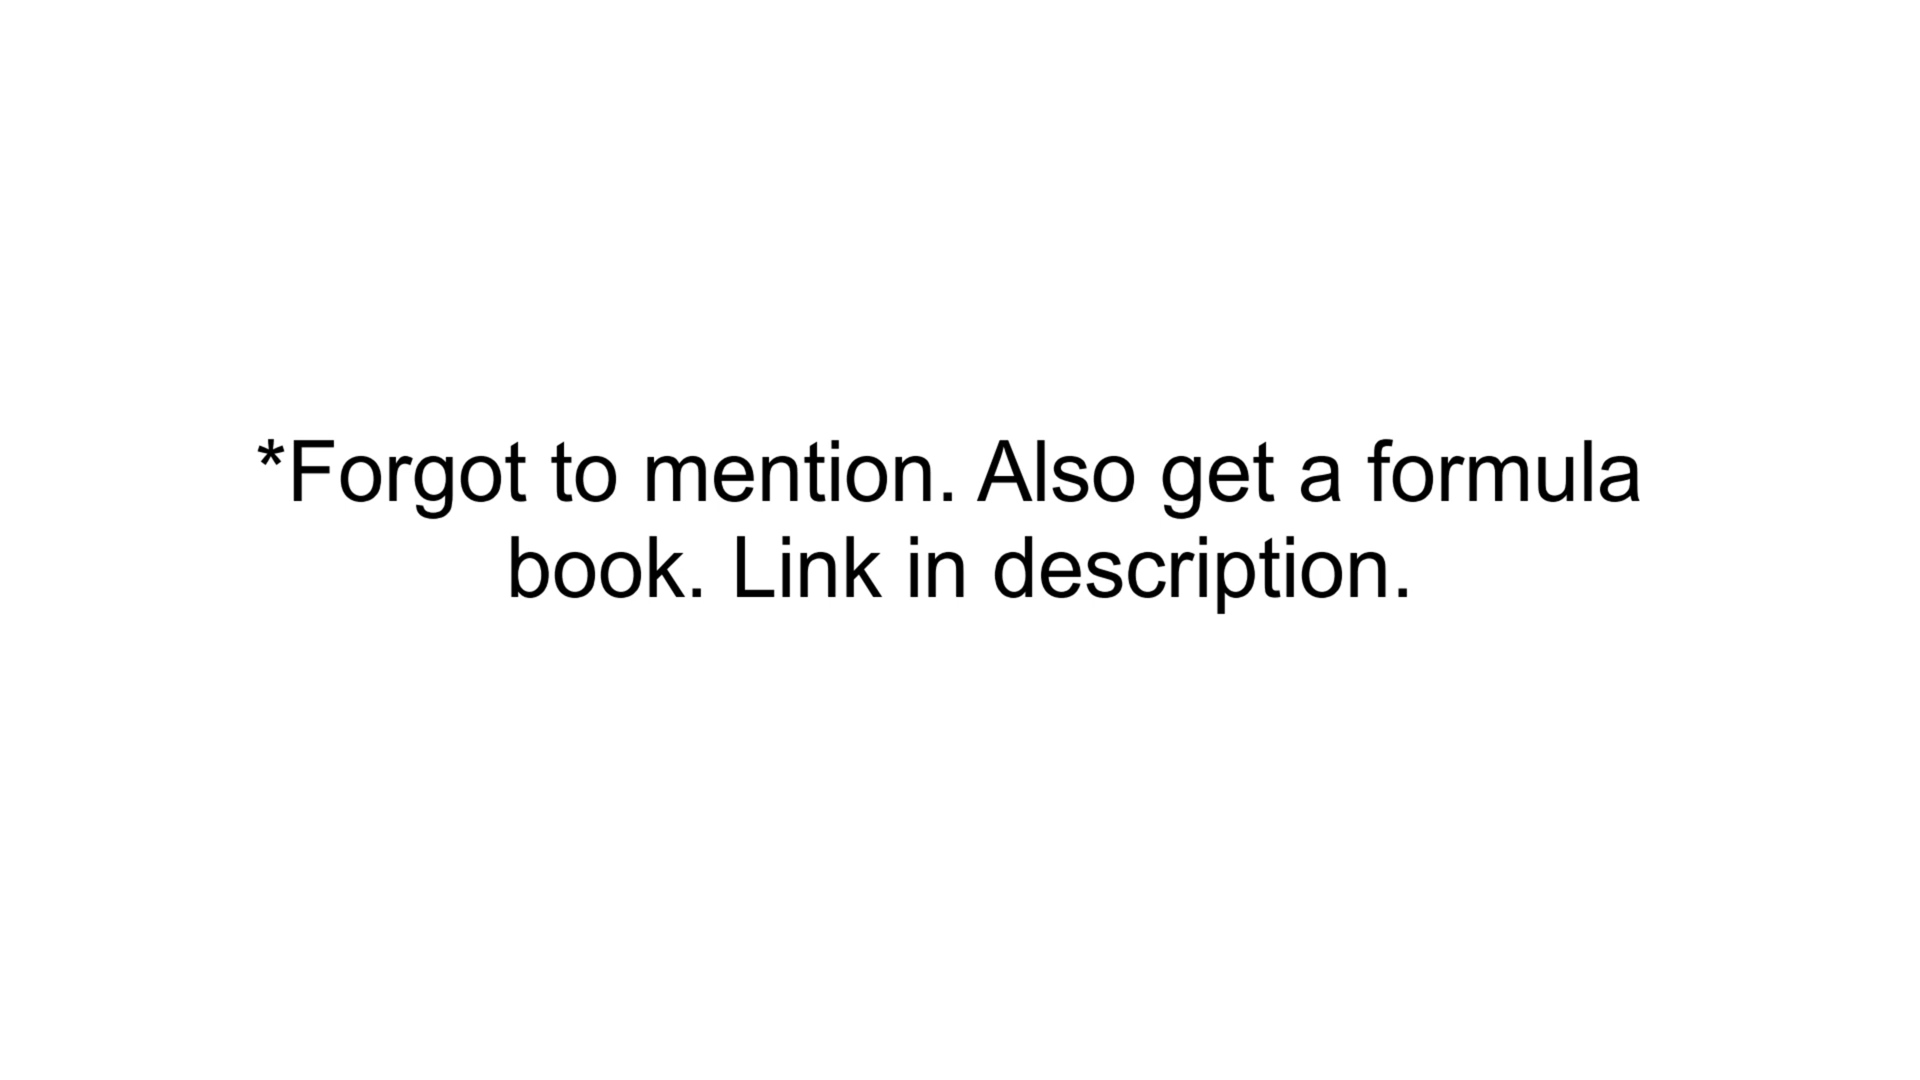 *Forgot to mention. Also get a formula
book. Link in description.